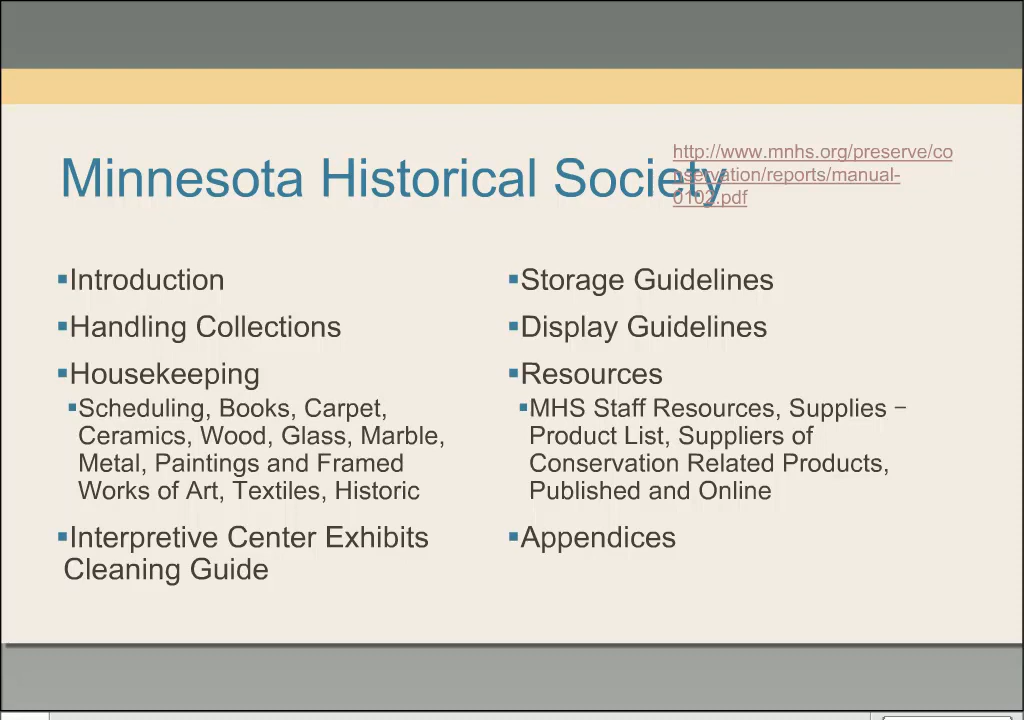 Minnesota Historical Society
http://www.mnhs.org/preserve/co
nservation/reports/manual-
0102.pdf
▪Introduction
▪Handling Collections
▪Housekeeping
▪Scheduling, Books, Carpet,
Ceramics, Wood, Glass, Marble,
Metal, Paintings and Framed
Works of Art, Textiles, Historic
▪Interpretive Center Exhibits
Cleaning Guide
▪Storage Guidelines
▪Display Guidelines
▪Resources
▪MHS Staff Resources, Supplies –
Product List, Suppliers of
Conservation Related Products,
Published and Online
▪Appendices